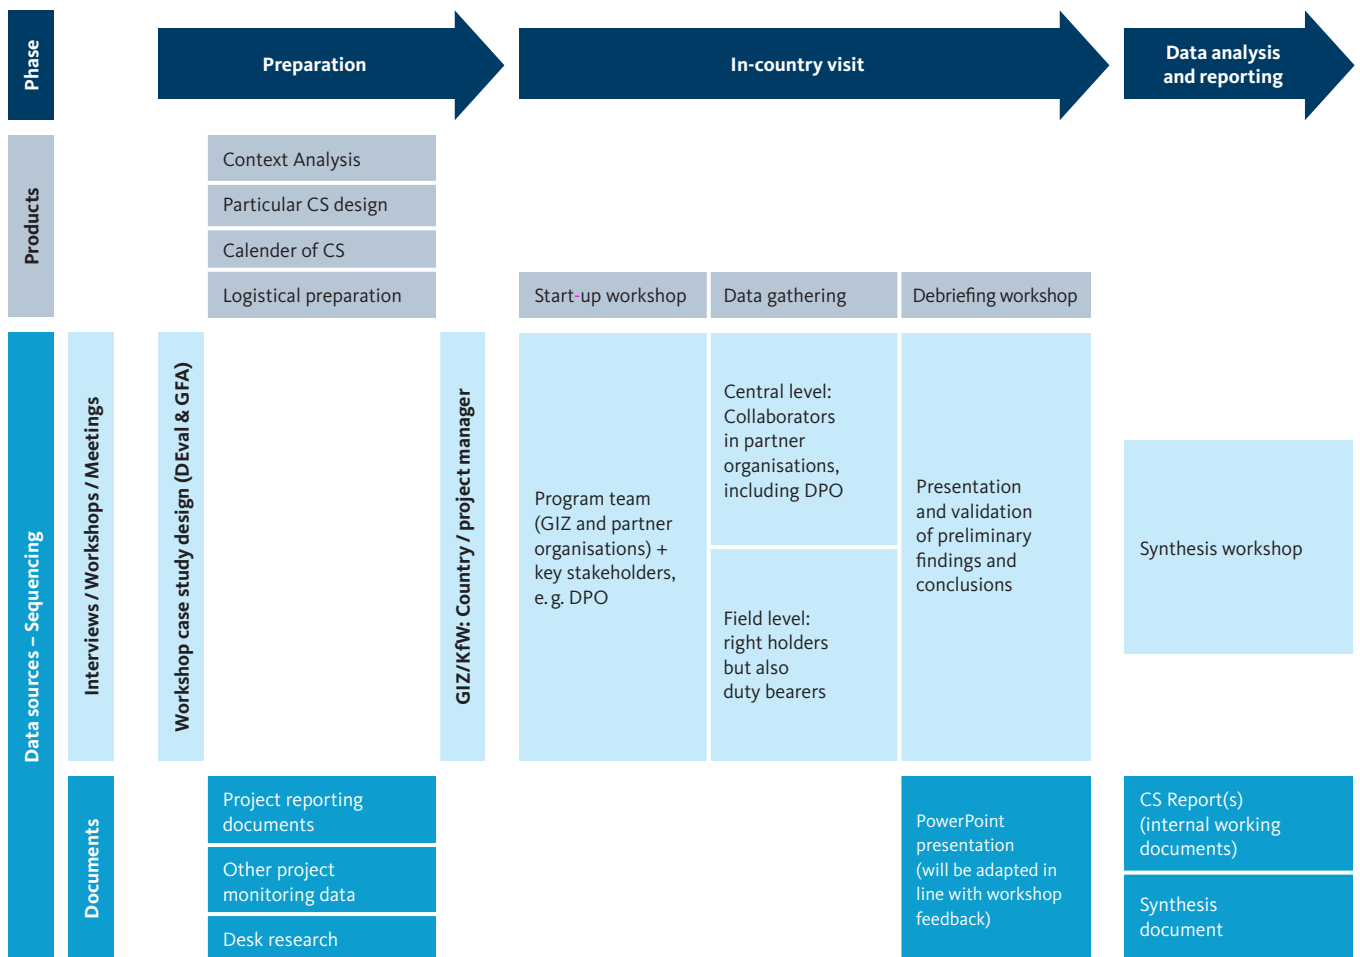 Phase
Preparation
In-country visit
Data analysis
and reporting
Products
Context Analysis
Particular CS design
Calender of CS
Logistical preparation
Start-up workshop
Data gathering
Debriefing workshop
Data sources – Sequencing
Interviews / Workshops / Meetings
Workshop case study design (DEval & GFA)
GIZ/KfW: Country / project manager
Program team
(GIZ and partner
organisations) +
key stakeholders,
e. g. DPO
Central level:
Collaborators
in partner
organisations,
including DPO
Field level:
right holders
but also
duty bearers
Presentation
and validation
of preliminary
findings and
conclusions
Synthesis workshop
Documents
Project reporting
documents
Other project
monitoring data
Desk research
PowerPoint
presentation
(will be adapted in
line with workshop
feedback)
CS Report(s)
(internal working
documents)
Synthesis
document